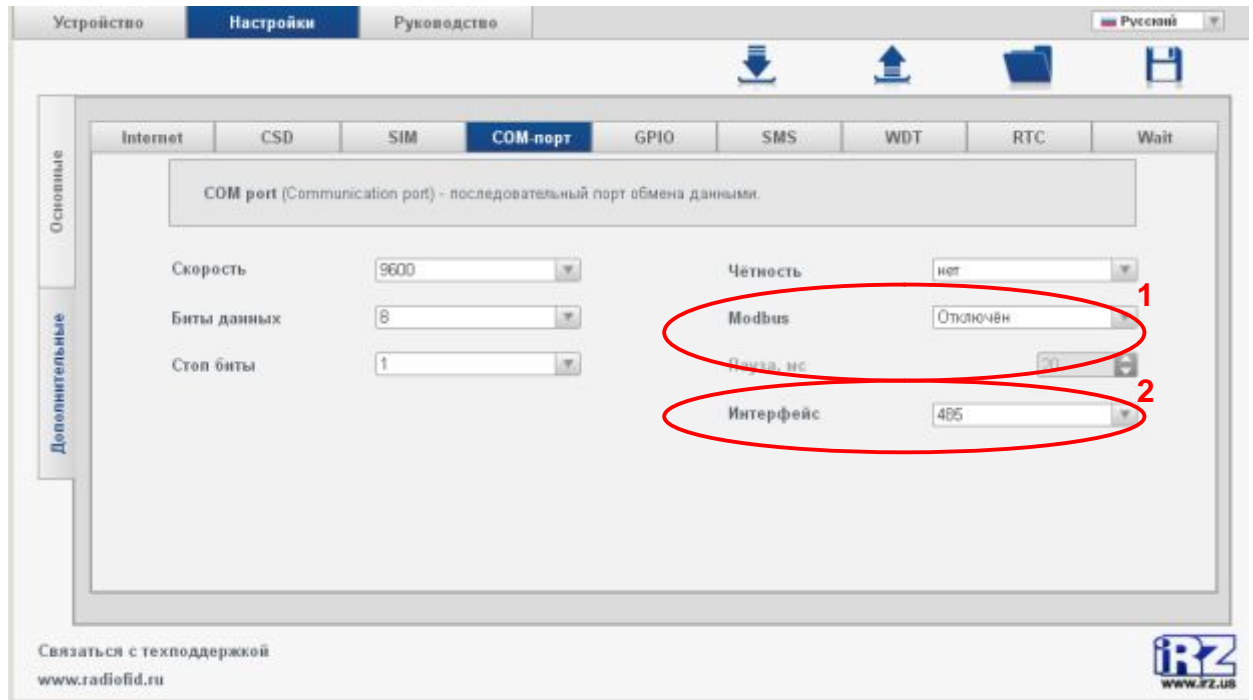 Устройство Настройки Руководство Русский
Internet CSD SIM COM-порт GPIO SMS WDT RTC Wait
Основные
COM port (Communication port) - последовательный порт обмена данными.
Скорость 9600 Чётность нет
1
Биты данных 8 Modbus Отключён
Дополнительные
Стоп биты 1 Пауза, мс 20
2
Интерфейс 485
Связаться с техподдержкой
www.radiofid.ru
iRZ
www.irz.us